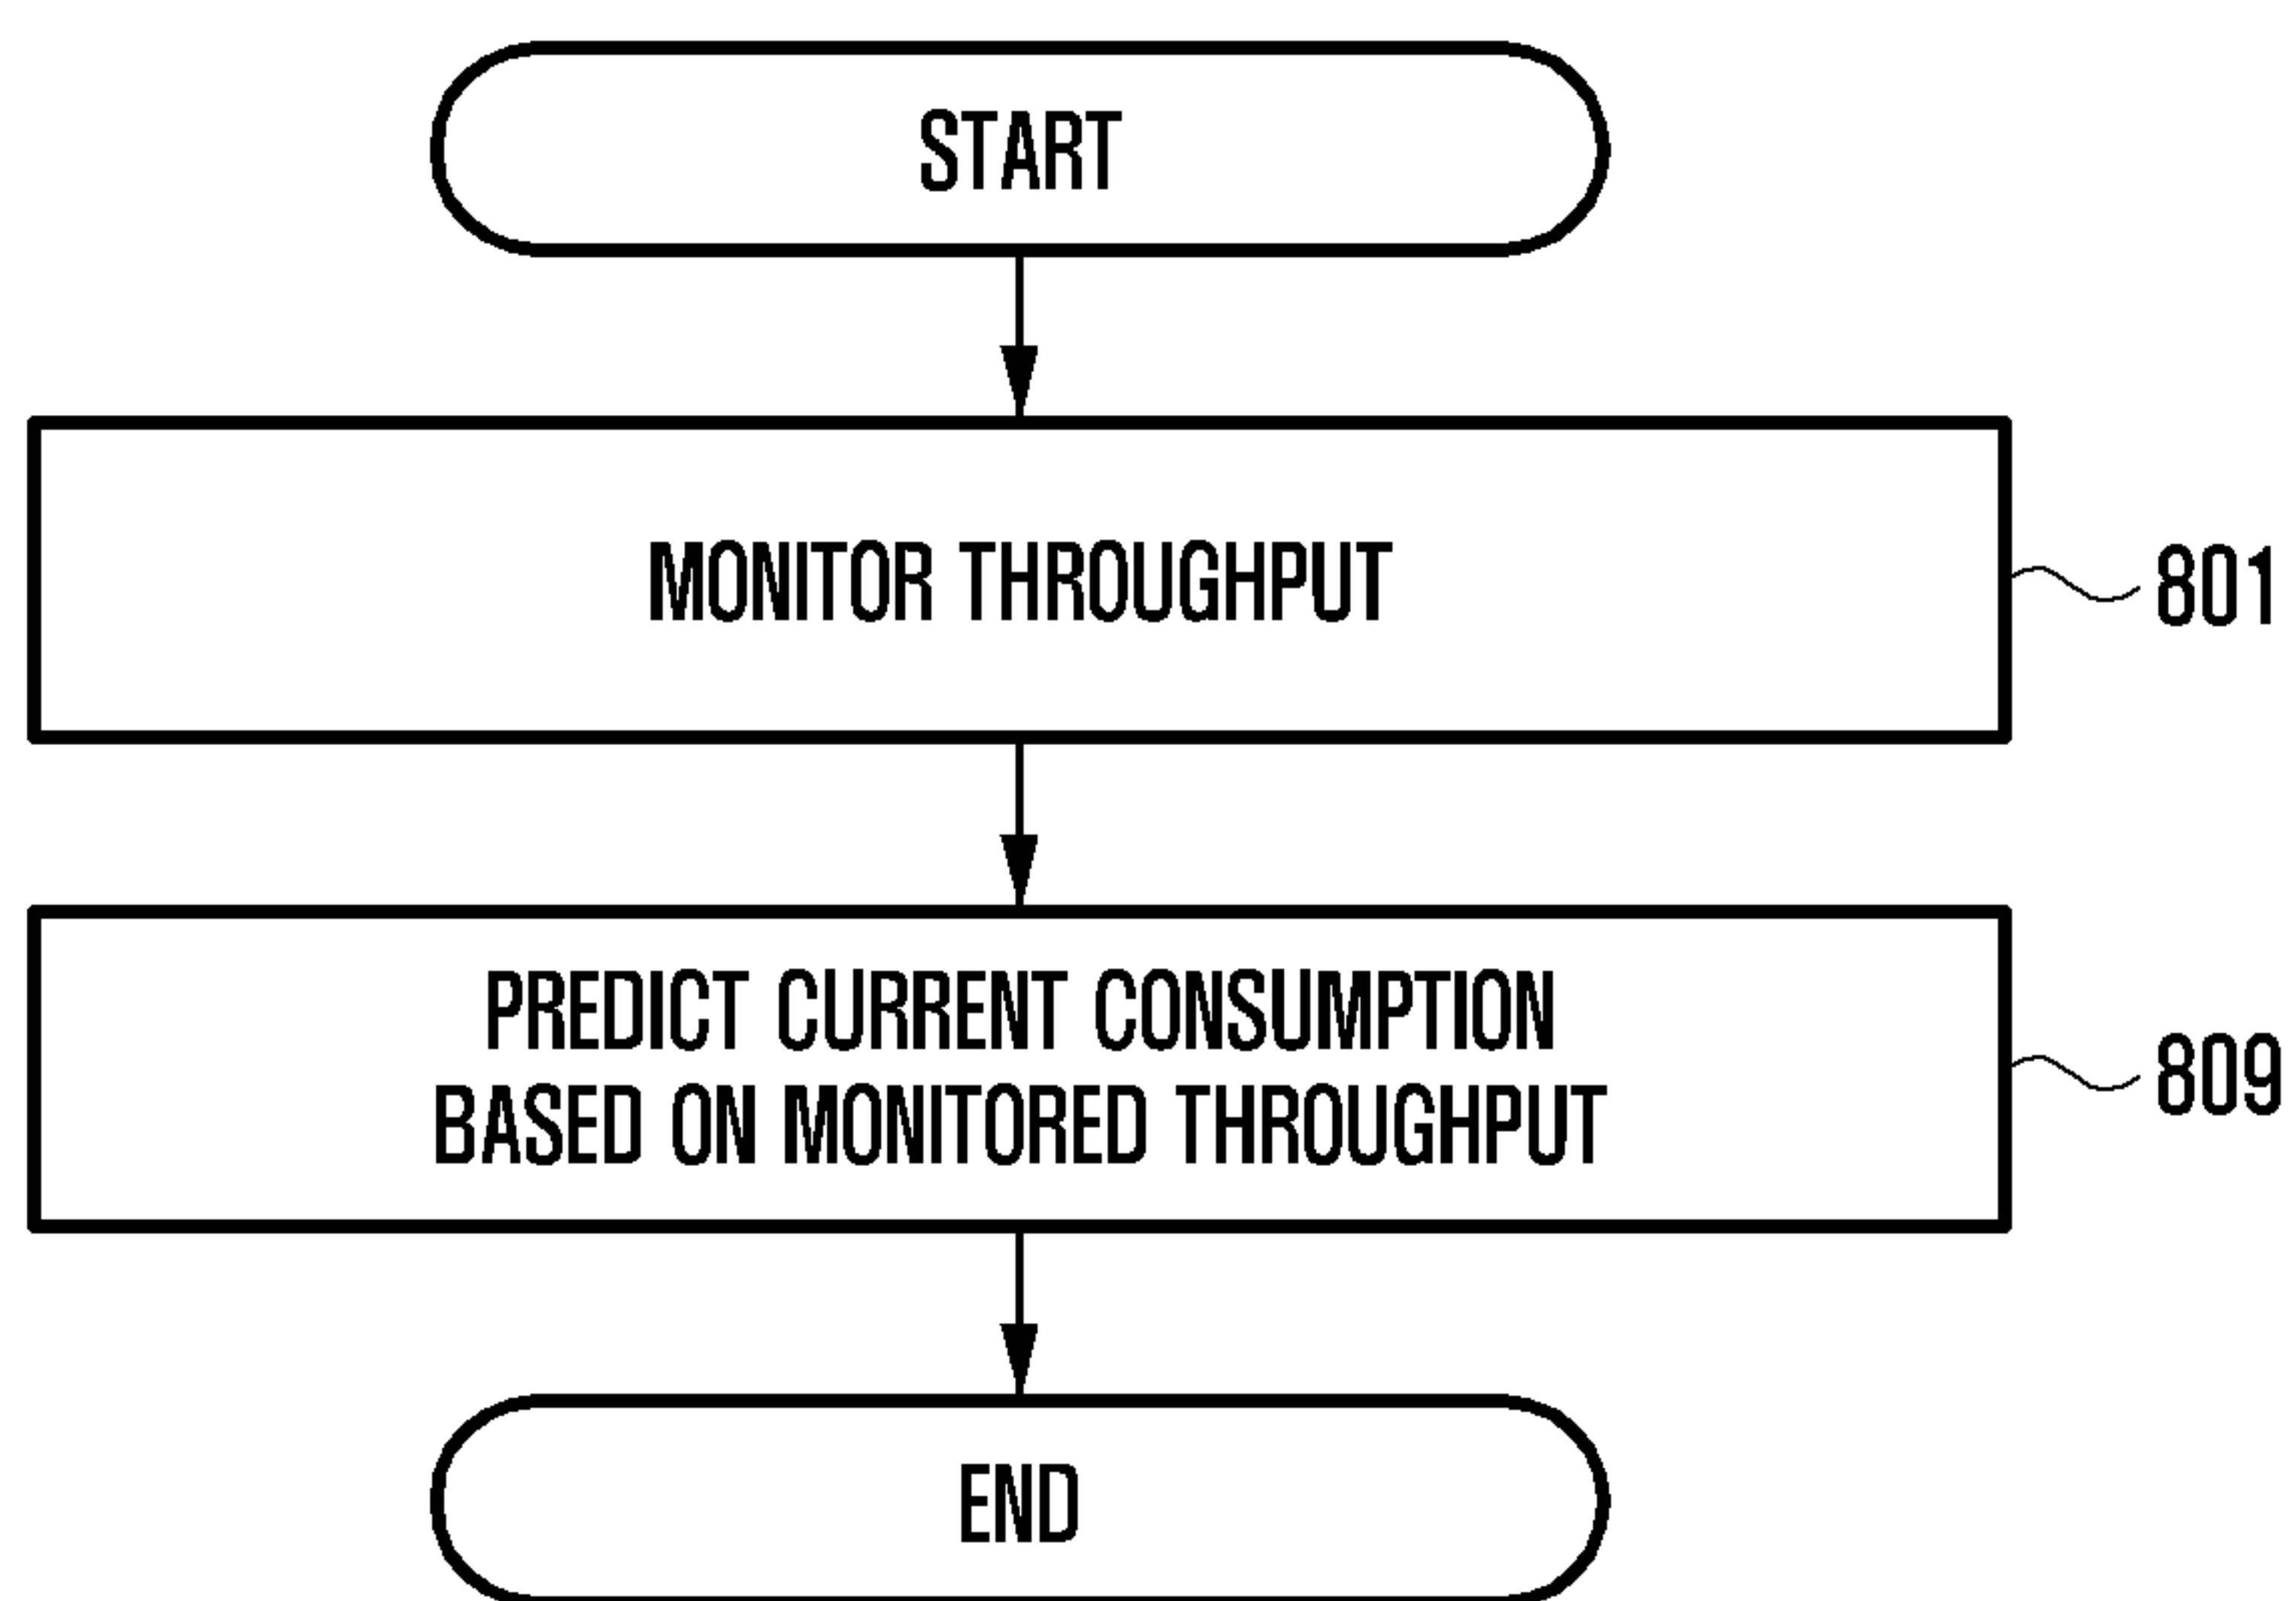 START
MONITOR THROUGHPUT
801
PREDICT CURRENT CONSUMPTION
BASED ON MONITORED THROUGHPUT
809
END